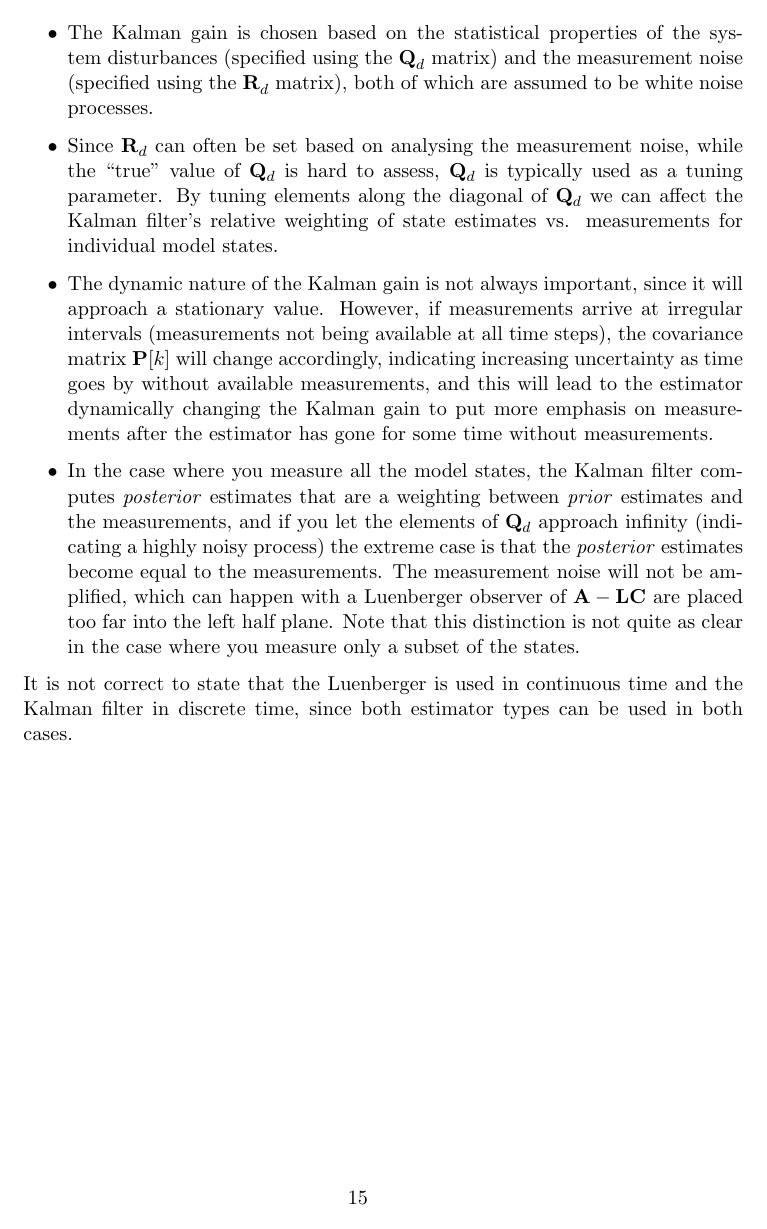 • The Kalman gain is chosen based on the statistical properties of the sys-
tem disturbances (specified using the Q_d matrix) and the measurement noise
(specified using the R_d matrix), both of which are assumed to be white noise
processes.
• Since R_d can often be set based on analysing the measurement noise, while
the “true” value of Q_d is hard to assess, Q_d is typically used as a tuning
parameter. By tuning elements along the diagonal of Q_d we can affect the
Kalman filter's relative weighting of state estimates vs. measurements for
individual model states.
• The dynamic nature of the Kalman gain is not always important, since it will
approach a stationary value. However, if measurements arrive at irregular
intervals (measurements not being available at all time steps), the covariance
matrix P[k] will change accordingly, indicating increasing uncertainty as time
goes by without available measurements, and this will lead to the estimator
dynamically changing the Kalman gain to put more emphasis on measure-
ments after the estimator has gone for some time without measurements.
• In the case where you measure all the model states, the Kalman filter com-
putes posterior estimates that are a weighting between prior estimates and
the measurements, and if you let the elements of Q_d approach infinity (indi-
cating a highly noisy process) the extreme case is that the posterior estimates
become equal to the measurements. The measurement noise will not be am-
plified, which can happen with a Luenberger observer of A − LC are placed
too far into the left half plane. Note that this distinction is not quite as clear
in the case where you measure only a subset of the states.
It is not correct to state that the Luenberger is used in continuous time and the
Kalman filter in discrete time, since both estimator types can be used in both
cases.
15